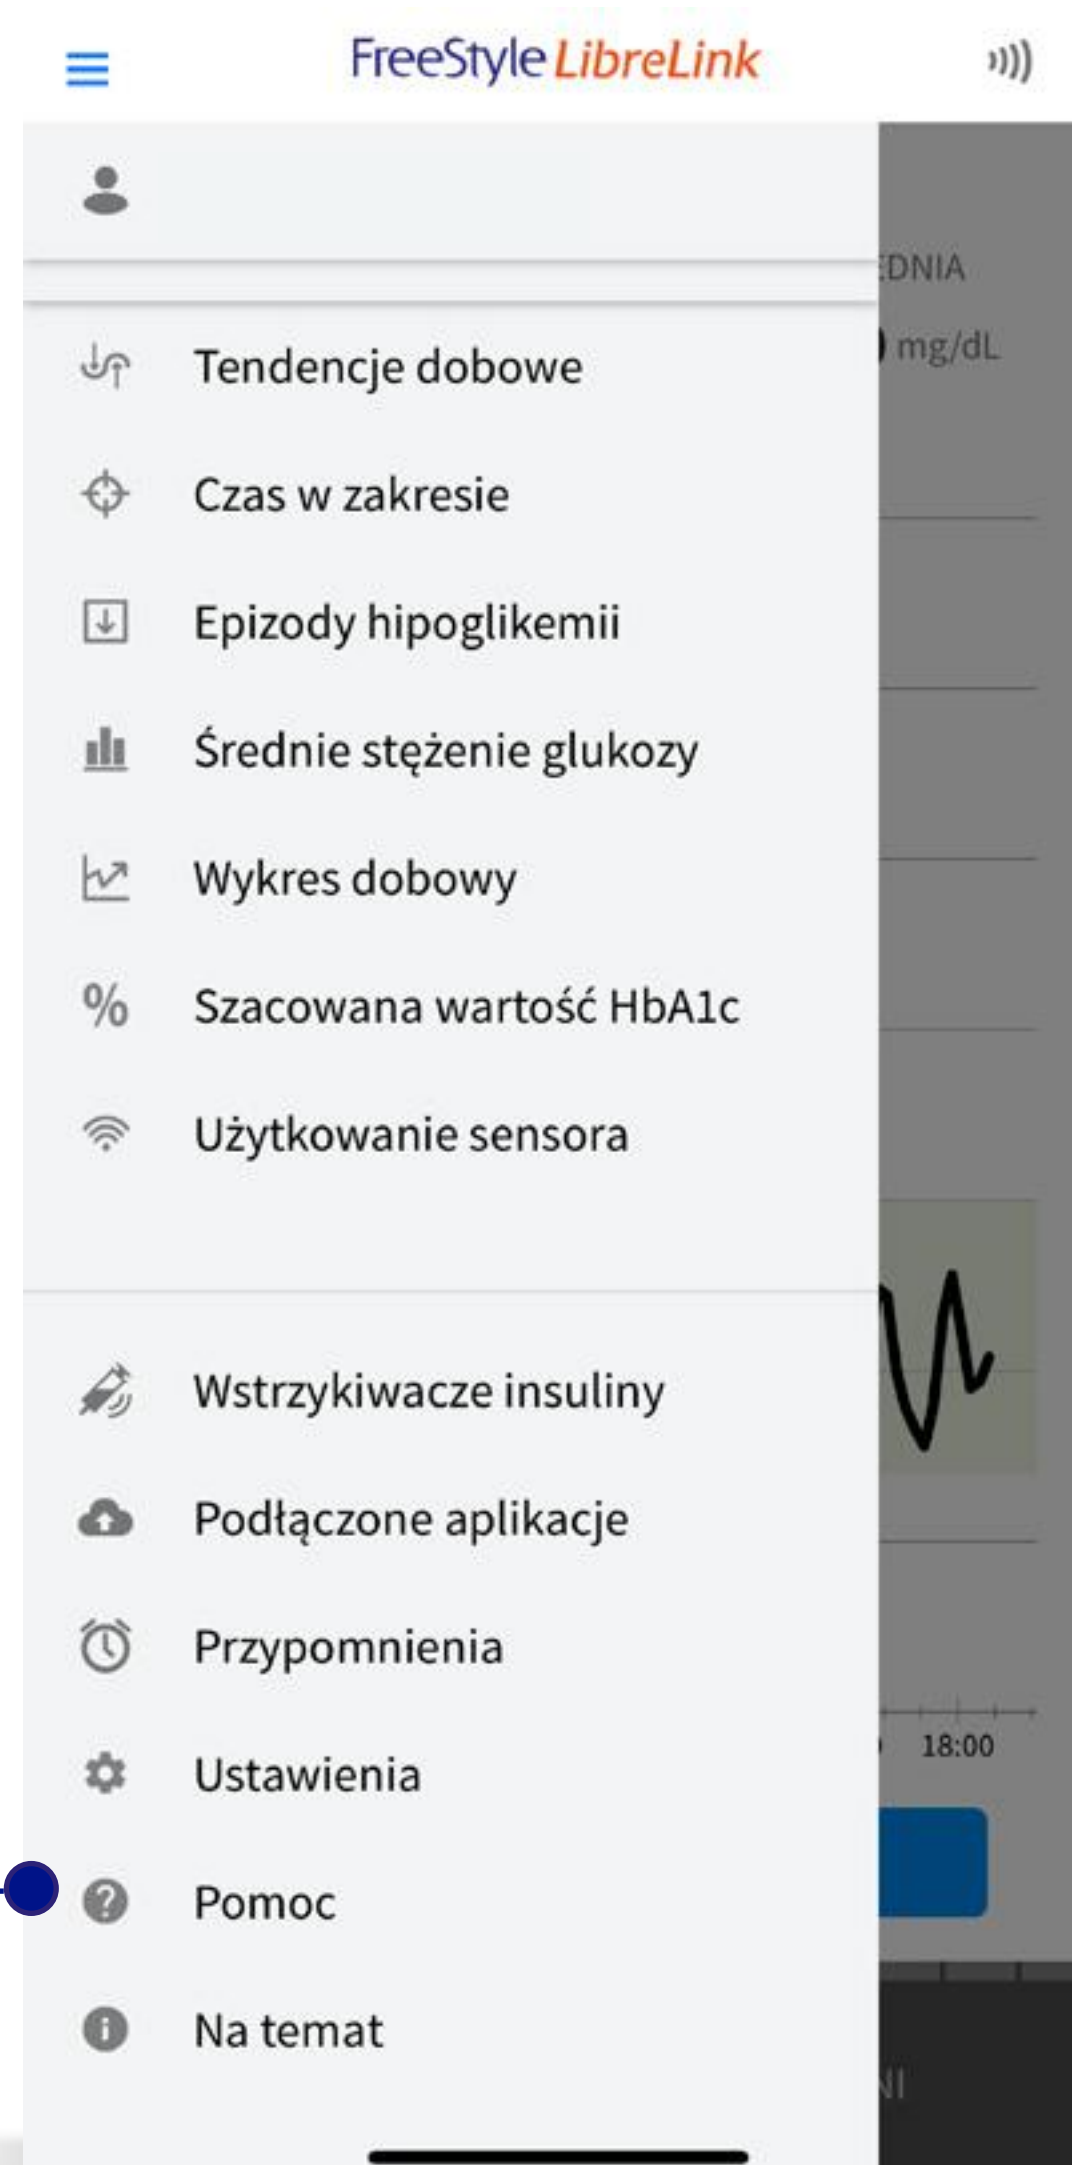 FreeStyle LibreLink
mg/dL
Tendencje dobowe
Czas w zakresie
Epizody hipoglikemii
Średnie stężenie glukozy
Wykres dobowy
% Szacowana wartość HbA1c
Użytkowanie sensora
Wstrzykiwacze insuliny
Podłączone aplikacje
Przypomnienia
18:00
Ustawienia
Pomoc
Na temat